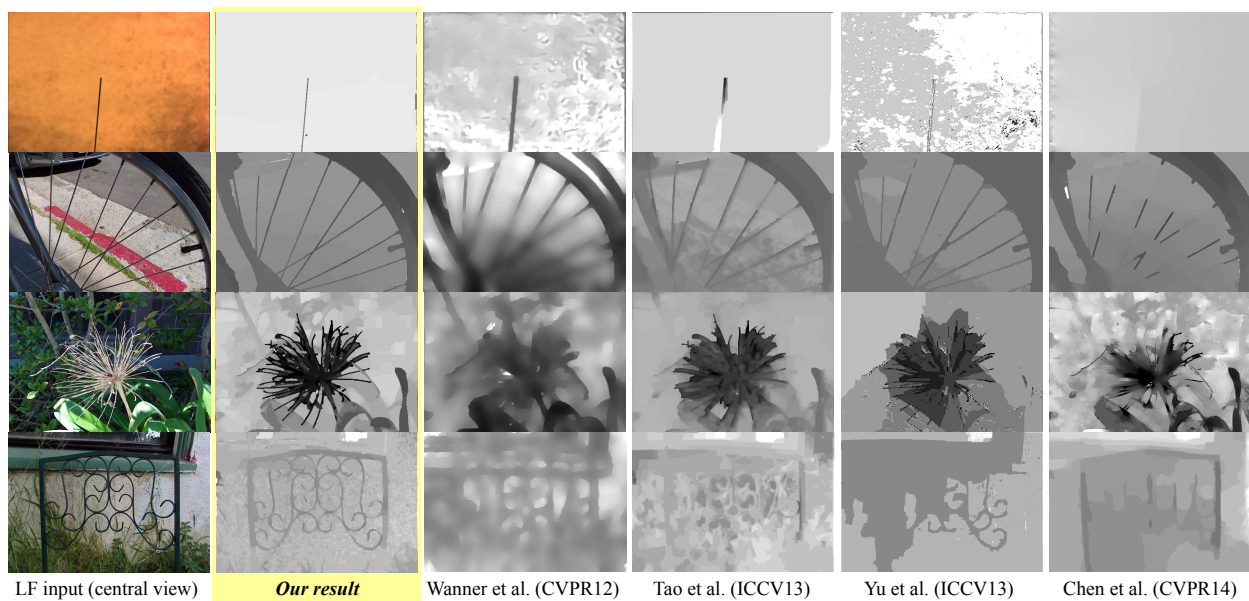 LF input (central view) Our result Wanner et al. (CVPR12) Tao et al. (ICCV13) Yu et al. (ICCV13) Chen et al. (CVPR14)